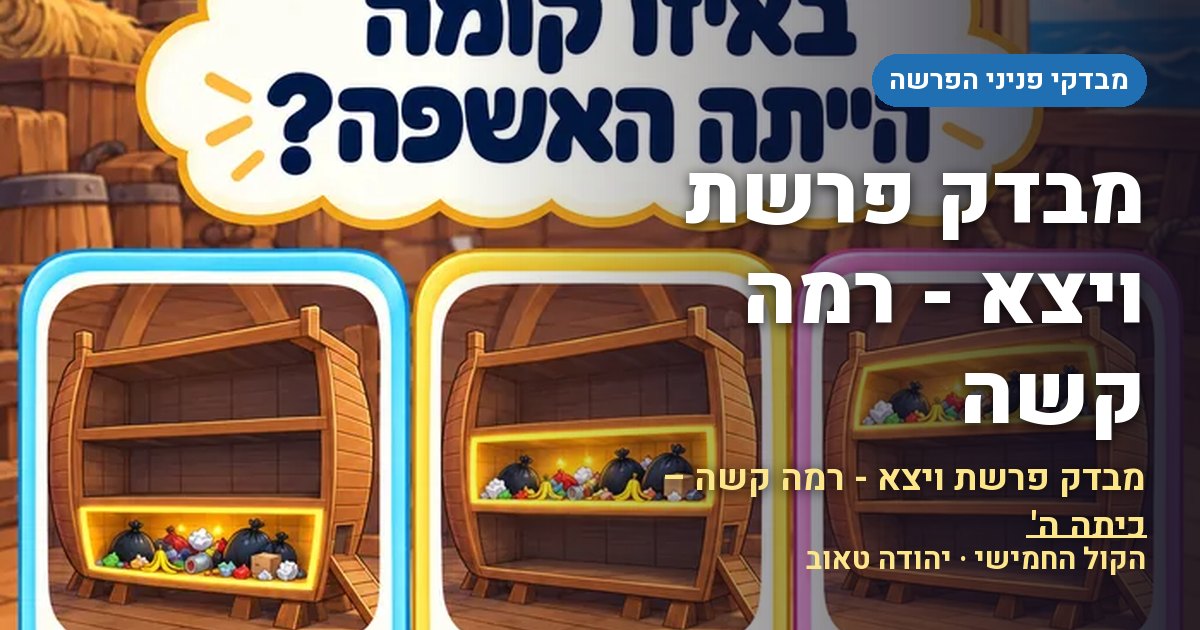 באיזו קומה
הייתה האשפה?
מבדקי פניני הפרשה
מבדק פרשת
ויצא - רמה
קשה
מבדק פרשת ויצא - רמה קשה –
כיתה ה'
הקול החמישי · יהודה טאוב